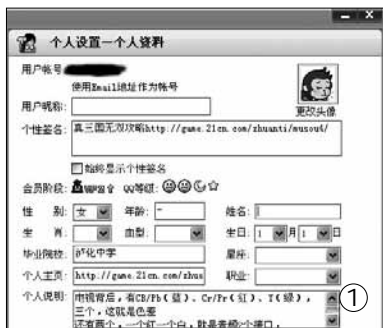 个人设置—个人资料
用户帐号
使用Email地址作为帐号
用户昵称:
更改头像
个性签名: 真三国无双攻略http://game.21cn.com/zhuanti/musou4/
始终显示个性签名
会员阶段: QQ等级:
性 别: 女 年龄: - 姓名:
生 肖: 血型: 生日: 1 月 1 日
毕业院校: 化中学 星座:
个人主页: http://game.21cn.com/zhua 职业:
个人说明: 电视背后，有CB/Pb(蓝)、Cr/Pr(红)、Y(绿)，
三个，这就是色差
还有两个，一个红一个白，就是音频2个接口，
①